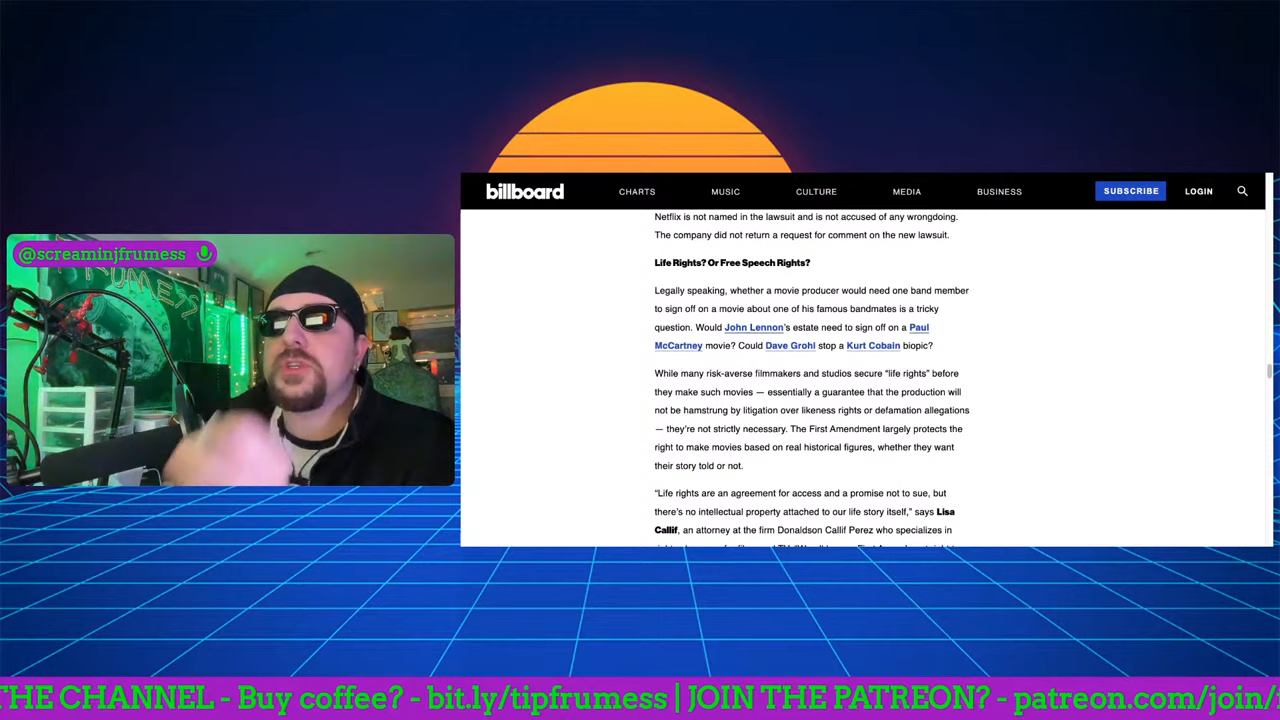 billboard
CHARTS
MUSIC
CULTURE
MEDIA
BUSINESS
SUBSCRIBE
LOGIN
Netflix is not named in the lawsuit and is not accused of any wrongdoing.
The company did not return a request for comment on the new lawsuit.
@screaminjfrumess
Life Rights? Or Free Speech Rights?
Legally speaking, whether a movie producer would need one band member
to sign off on a movie about one of his famous bandmates is a tricky
question. Would John Lennon's estate need to sign off on a Paul
McCartney movie? Could Dave Grohl stop a Kurt Cobain biopic?
While many risk-averse filmmakers and studios secure “life rights” before
they make such movies — essentially a guarantee that the production will
not be hamstrung by litigation over likeness rights or defamation allegations
— they’re not strictly necessary. The First Amendment largely protects the
right to make movies based on real historical figures, whether they want
their story told or not.
“Life rights are an agreement for access and a promise not to sue, but
there’s no intellectual property attached to our life story itself,” says Lisa
Callif, an attorney at the firm Donaldson Callif Perez who specializes in
THE CHANNEL - Buy coffee? - bit.ly/tipfrumess | JOIN THE PATREON? - patreon.com/join/